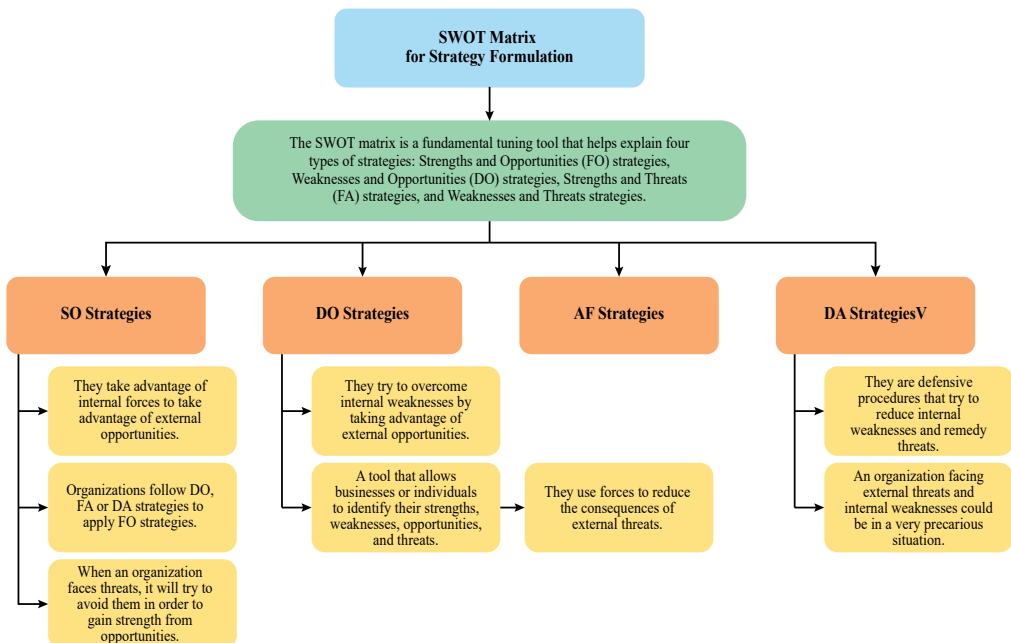 SWOT Matrix
for Strategy Formulation
The SWOT matrix is a fundamental tuning tool that helps explain four
types of strategies: Strengths and Opportunities (FO) strategies,
Weaknesses and Opportunities (DO) strategies, Strengths and Threats
(FA) strategies, and Weaknesses and Threats strategies.
SO Strategies
DO Strategies
AF Strategies
DA StrategiesV
They take advantage of
internal forces to take
advantage of external
opportunities.
Organizations follow DO,
FA or DA strategies to
apply FO strategies.
When an organization
faces threats, it will try to
avoid them in order to
gain strength from
opportunities.
They try to overcome
internal weaknesses by
taking advantage of
external opportunities.
A tool that allows
businesses or individuals
to identify their strengths,
weaknesses, opportunities,
and threats.
They use forces to reduce
the consequences of
external threats.
They are defensive
procedures that try to
reduce internal
weaknesses and remedy
threats.
An organization facing
external threats and
internal weaknesses could
be in a very precarious
situation.